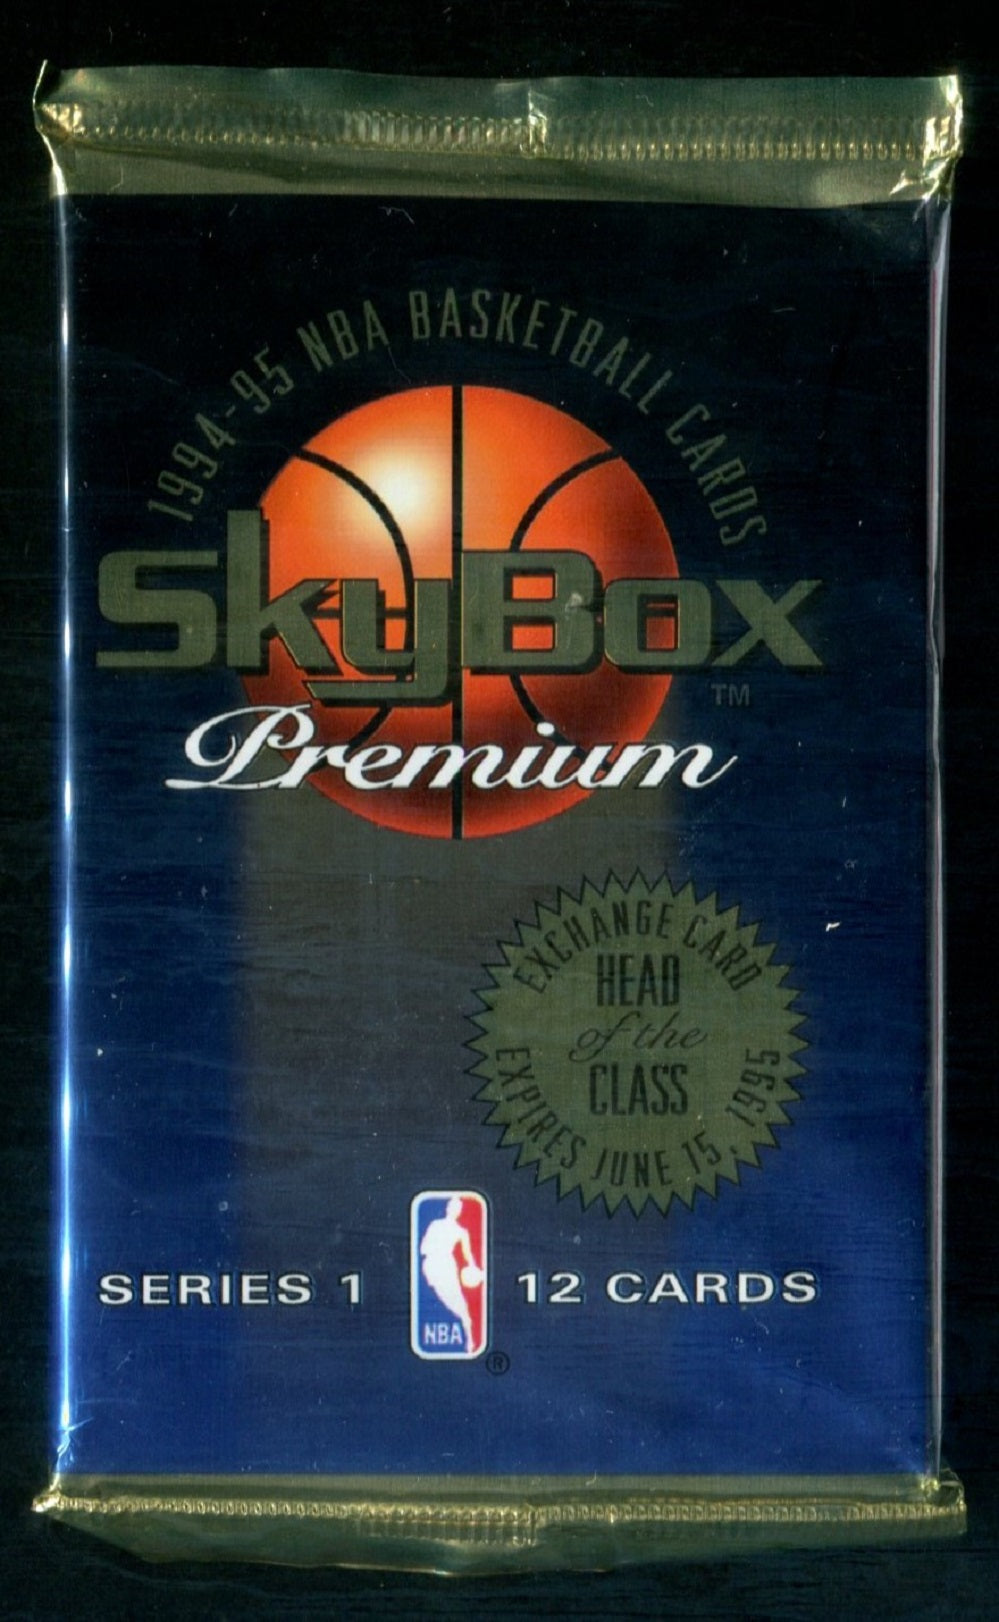 1994-95 NBA BASKETBALL CARDS
SkyBox
TM
Premium
EXCHANGE CARD
HEAD
of the
CLASS
EXPIRES JUNE 15, 1995
SERIES 1
NBA
®
12 CARDS